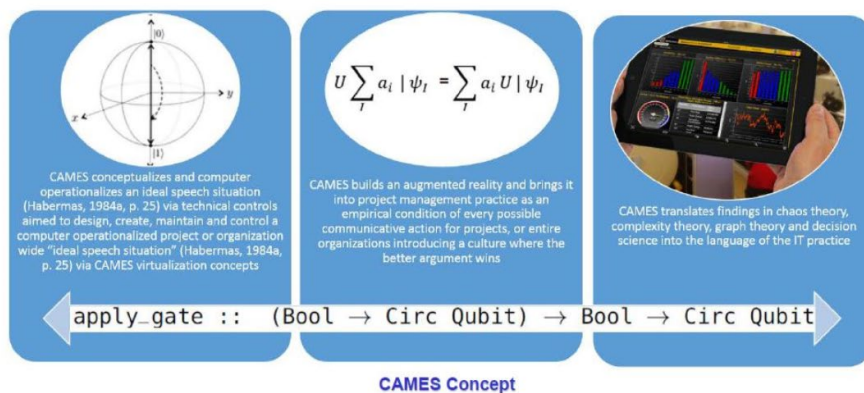 |0⟩
x
y
|1⟩
CAMES conceptualizes and computer
operationalizes an ideal speech situation
(Habermas, 1984a, p. 25) via technical controls
aimed to design, create, maintain and control a
computer operationalized project or organization
wide “ideal speech situation” (Habermas, 1984a,
p. 25) via CAMES virtualization concepts
U ∑ a_i | ψ_I = ∑ a_i U | ψ_I
I I
CAMES builds an augmented reality and brings it
into project management practice as an
empirical condition of every possible
communicative action for projects, or entire
organizations introducing a culture where the
better argument wins
CAMES translates findings in chaos theory,
complexity theory, graph theory and decision
science into the language of the IT practice
apply_gate :: (Bool → Circ Qubit) → Bool → Circ Qubit
CAMES Concept